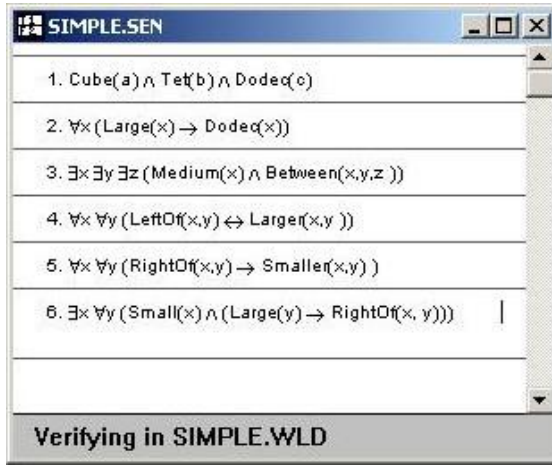 SIMPLE.SEN
1. Cube(a) ∧ Tet(b) ∧ Dodec(c)
2. ∀x (Large(x) → Dodec(x))
3. ∃x ∃y ∃z (Medium(x) ∧ Between(x,y,z ))
4. ∀x ∀y (LeftOf(x,y) ↔ Larger(x,y ))
5. ∀x ∀y (RightOf(x,y) → Smaller(x,y) )
6. ∃x ∀y (Small(x) ∧ (Large(y) → RightOf(x, y)))
Verifying in SIMPLE.WLD